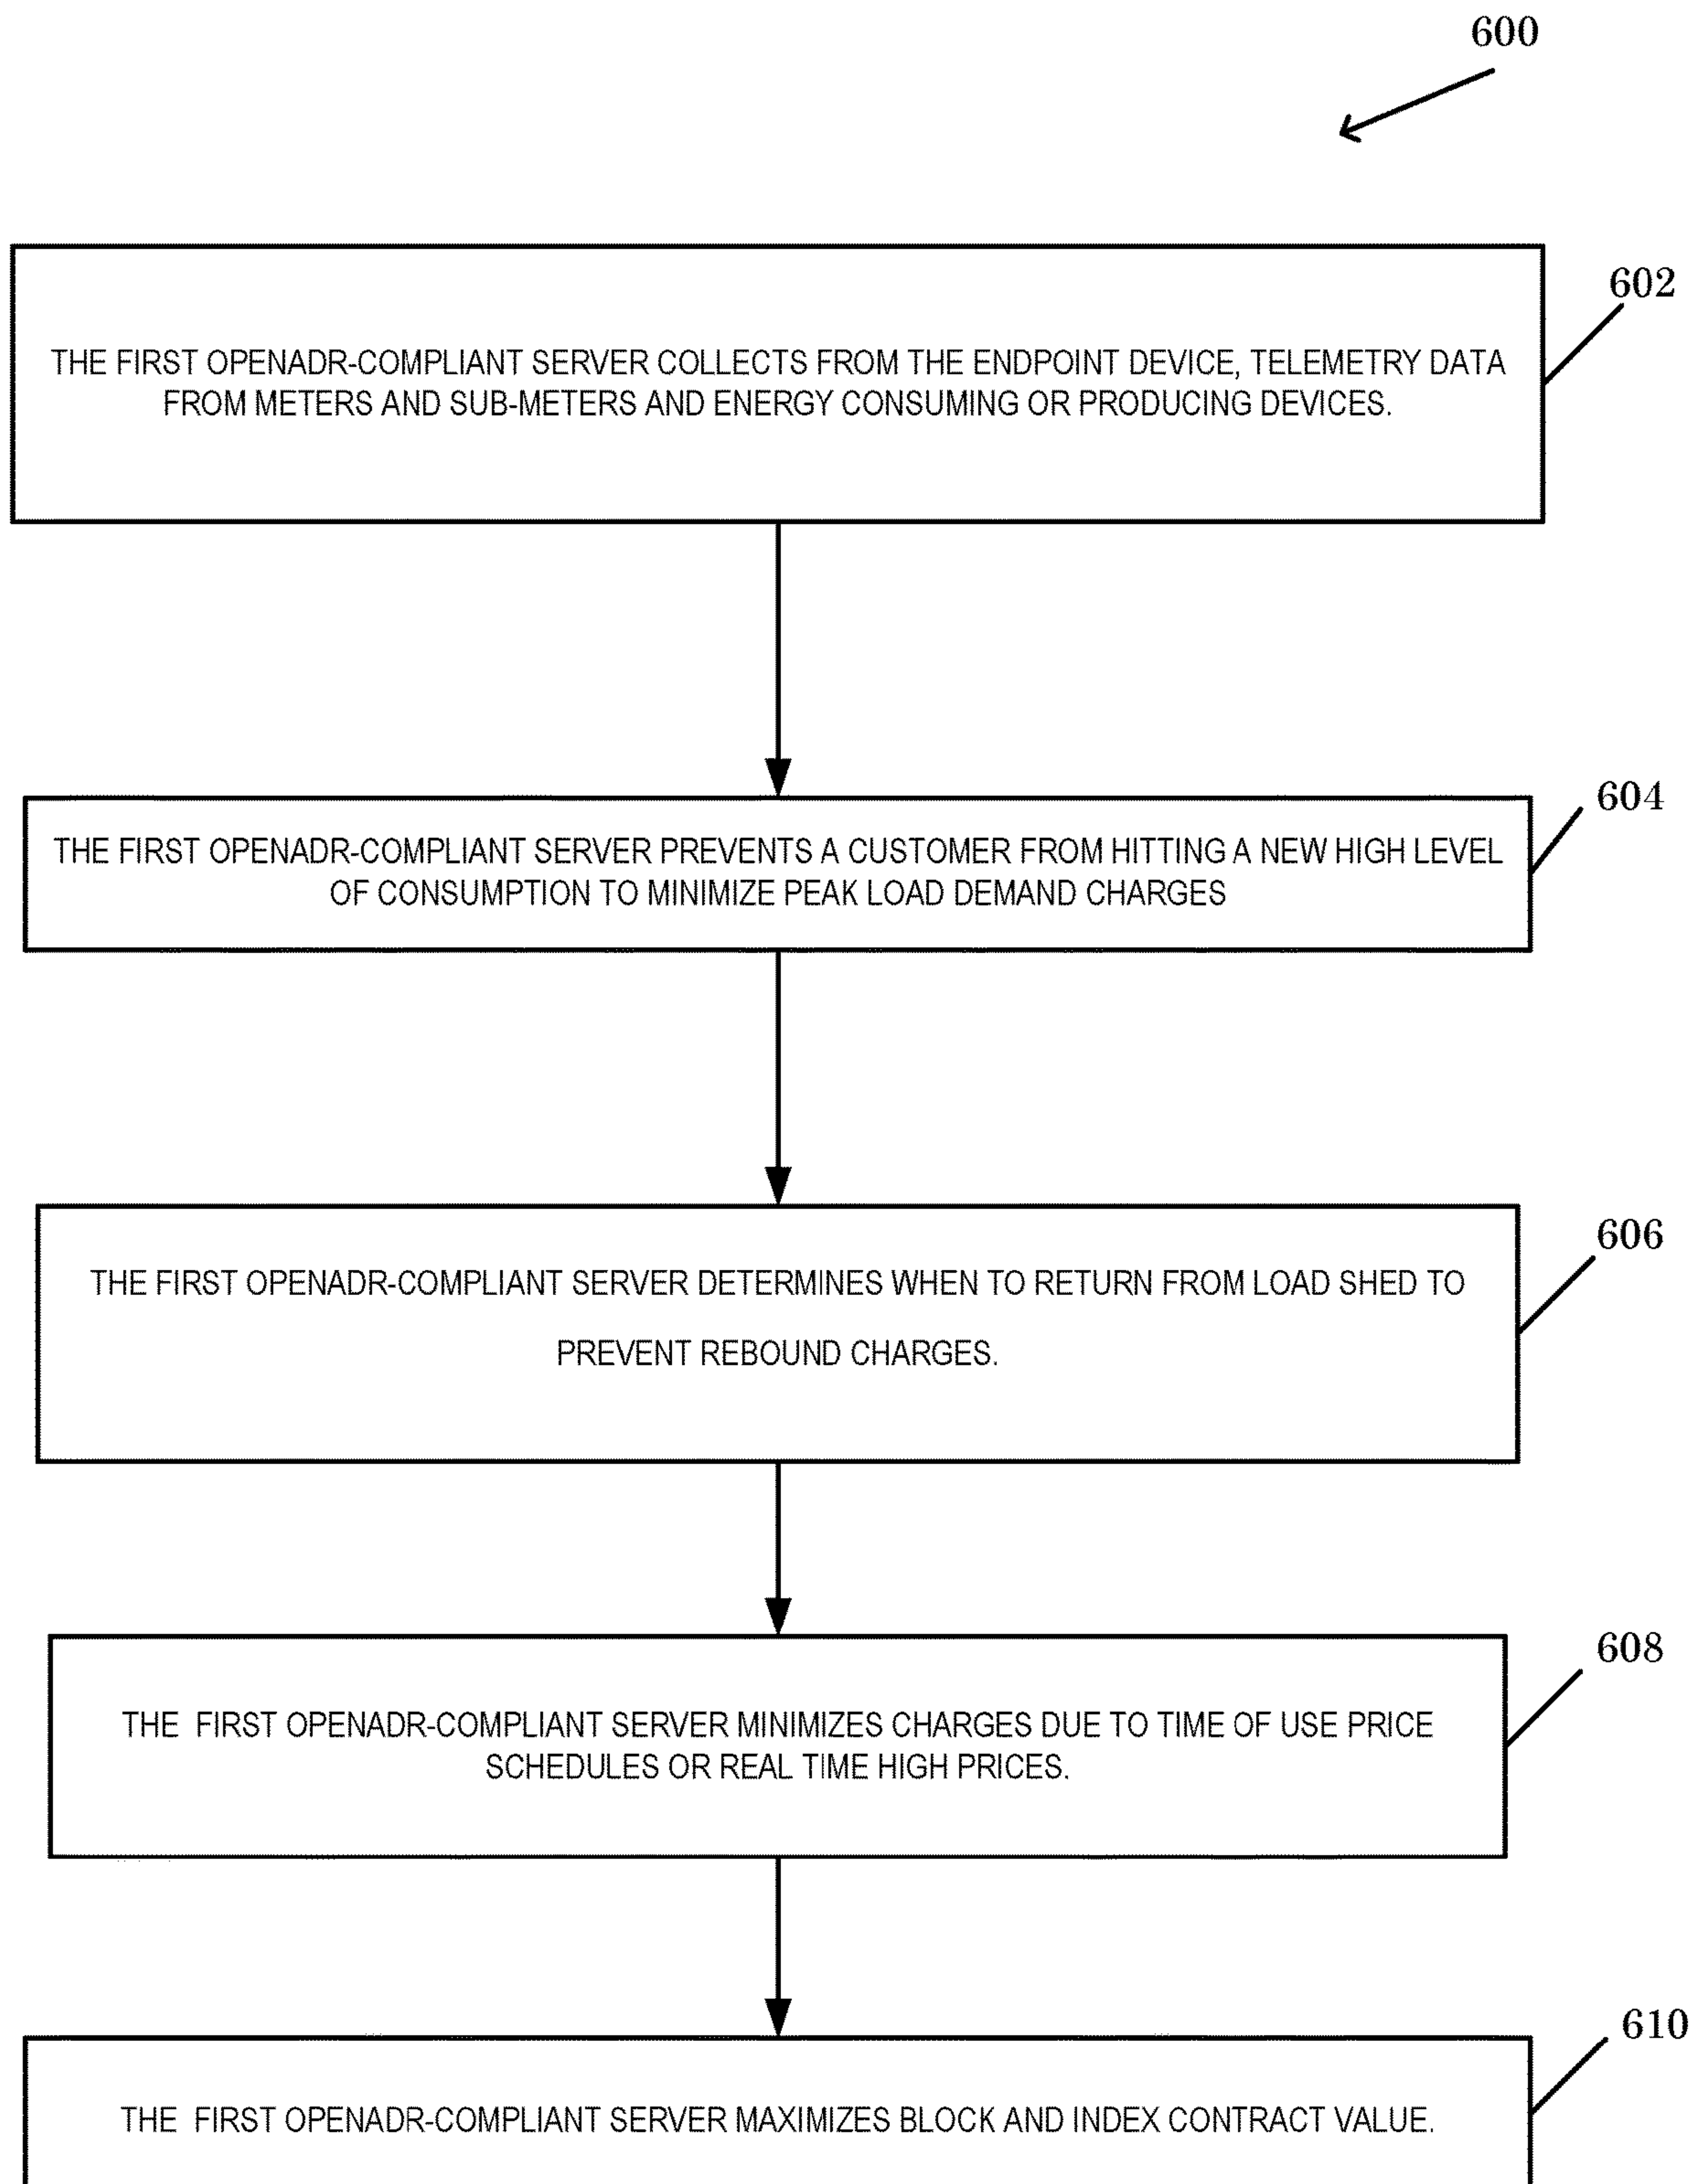 600
602
THE FIRST OPENADR-COMPLIANT SERVER COLLECTS FROM THE ENDPOINT DEVICE, TELEMETRY DATA
FROM METERS AND SUB-METERS AND ENERGY CONSUMING OR PRODUCING DEVICES.
604
THE FIRST OPENADR-COMPLIANT SERVER PREVENTS A CUSTOMER FROM HITTING A NEW HIGH LEVEL
OF CONSUMPTION TO MINIMIZE PEAK LOAD DEMAND CHARGES
606
THE FIRST OPENADR-COMPLIANT SERVER DETERMINES WHEN TO RETURN FROM LOAD SHED TO
PREVENT REBOUND CHARGES.
608
THE FIRST OPENADR-COMPLIANT SERVER MINIMIZES CHARGES DUE TO TIME OF USE PRICE
SCHEDULES OR REAL TIME HIGH PRICES.
610
THE FIRST OPENADR-COMPLIANT SERVER MAXIMIZES BLOCK AND INDEX CONTRACT VALUE.